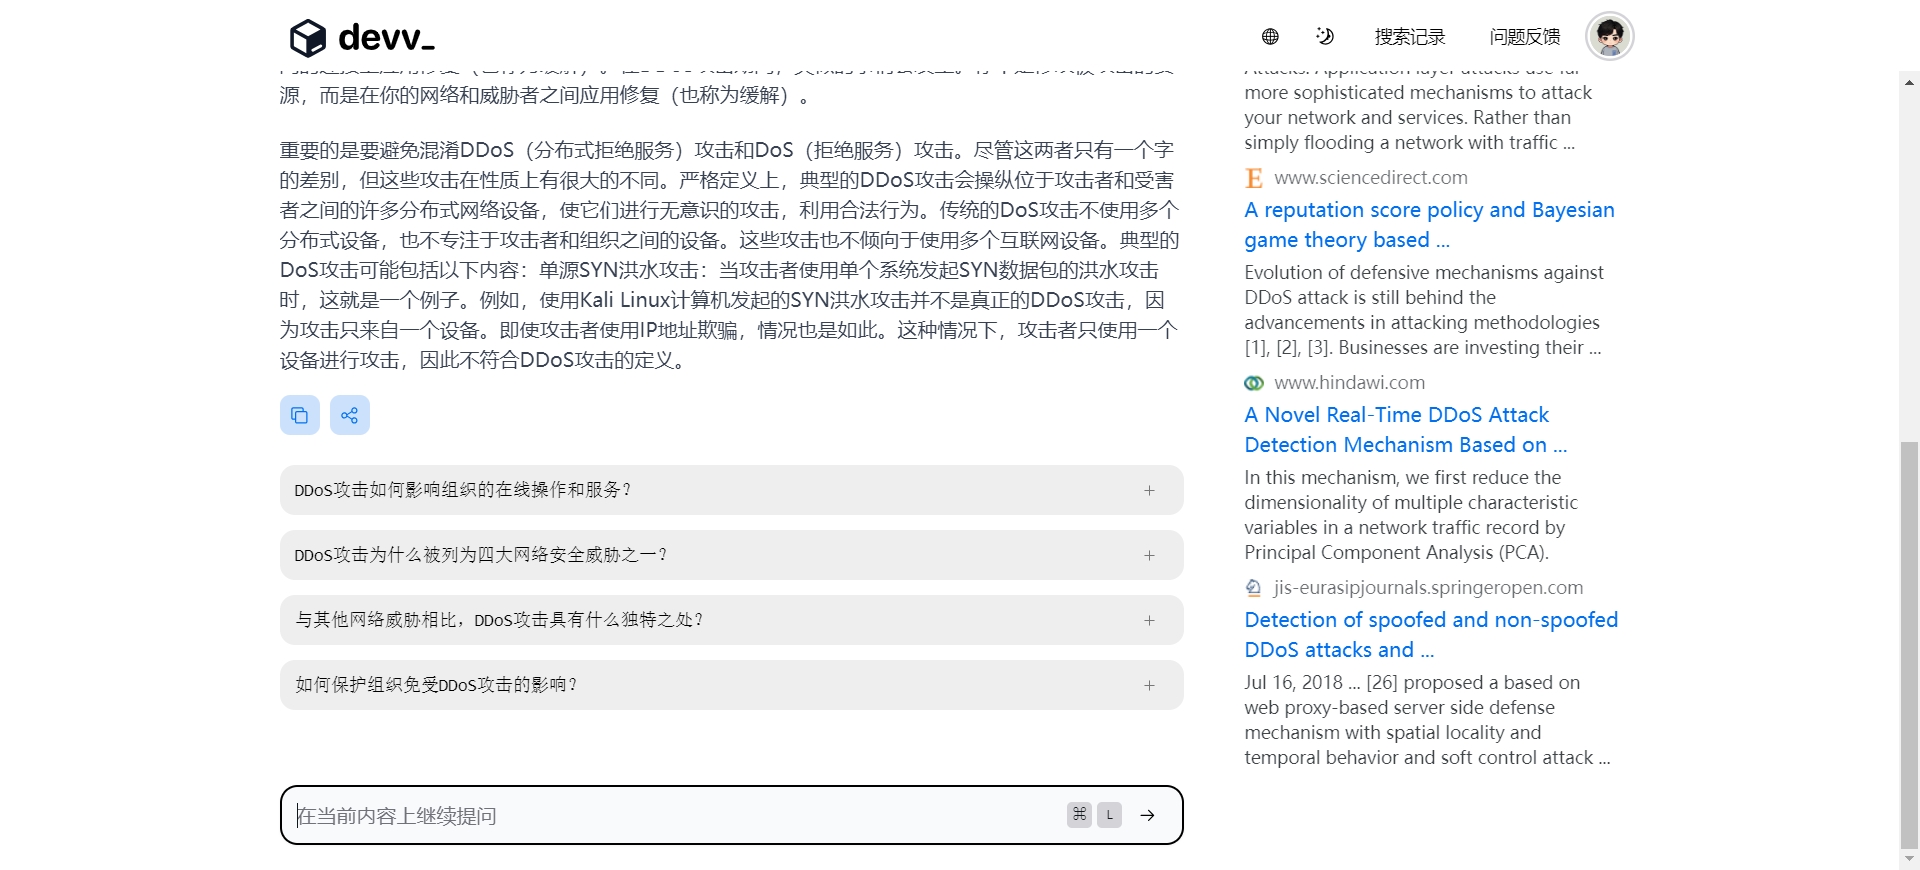 devv_
搜索记录
问题反馈
源，而是在你的网络和威胁者之间应用修复（也称为缓解）。
重要的是要避免混淆DDoS（分布式拒绝服务）攻击和DoS（拒绝服务）攻击。尽管这两者只有一个字
的差别，但这些攻击在性质上有很大的不同。严格定义上，典型的DDoS攻击会操纵位于攻击者和受害
者之间的许多分布式网络设备，使它们进行无意识的攻击，利用合法行为。传统的DoS攻击不使用多个
分布式设备，也不专注于攻击者和组织之间的设备。这些攻击也不倾向于使用多个互联网设备。典型的
DoS攻击可能包括以下内容：单源SYN洪水攻击：当攻击者使用单个系统发起SYN数据包的洪水攻击
时，这就是一个例子。例如，使用Kali Linux计算机发起的SYN洪水攻击并不是真正的DDoS攻击，因
为攻击只来自一个设备。即使攻击者使用IP地址欺骗，情况也是如此。这种情况下，攻击者只使用一个
设备进行攻击，因此不符合DDoS攻击的定义。
DDoS攻击如何影响组织的在线操作和服务？
DDoS攻击为什么被列为四大网络安全威胁之一？
与其他网络威胁相比，DDoS攻击具有什么独特之处？
如何保护组织免受DDoS攻击的影响？
在当前内容上继续提问
⌘ L
Attacks. Application layer attacks use far
more sophisticated mechanisms to attack
your network and services. Rather than
simply flooding a network with traffic ...
www.sciencedirect.com
A reputation score policy and Bayesian
game theory based ...
Evolution of defensive mechanisms against
DDoS attack is still behind the
advancements in attacking methodologies
[1], [2], [3]. Businesses are investing their ...
www.hindawi.com
A Novel Real-Time DDoS Attack
Detection Mechanism Based on ...
In this mechanism, we first reduce the
dimensionality of multiple characteristic
variables in a network traffic record by
Principal Component Analysis (PCA).
jis-eurasipjournals.springeropen.com
Detection of spoofed and non-spoofed
DDoS attacks and ...
Jul 16, 2018 ... [26] proposed a based on
web proxy-based server side defense
mechanism with spatial locality and
temporal behavior and soft control attack ...